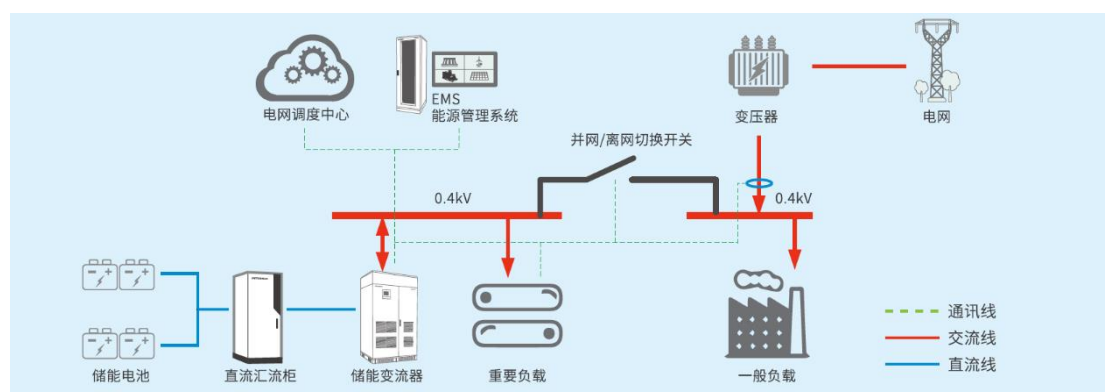 电网调度中心
EMS
能源管理系统
变压器
电网
并网/离网切换开关
0.4kV
0.4kV
储能电池
直流汇流柜
储能变流器
重要负载
一般负载
通讯线
交流线
直流线